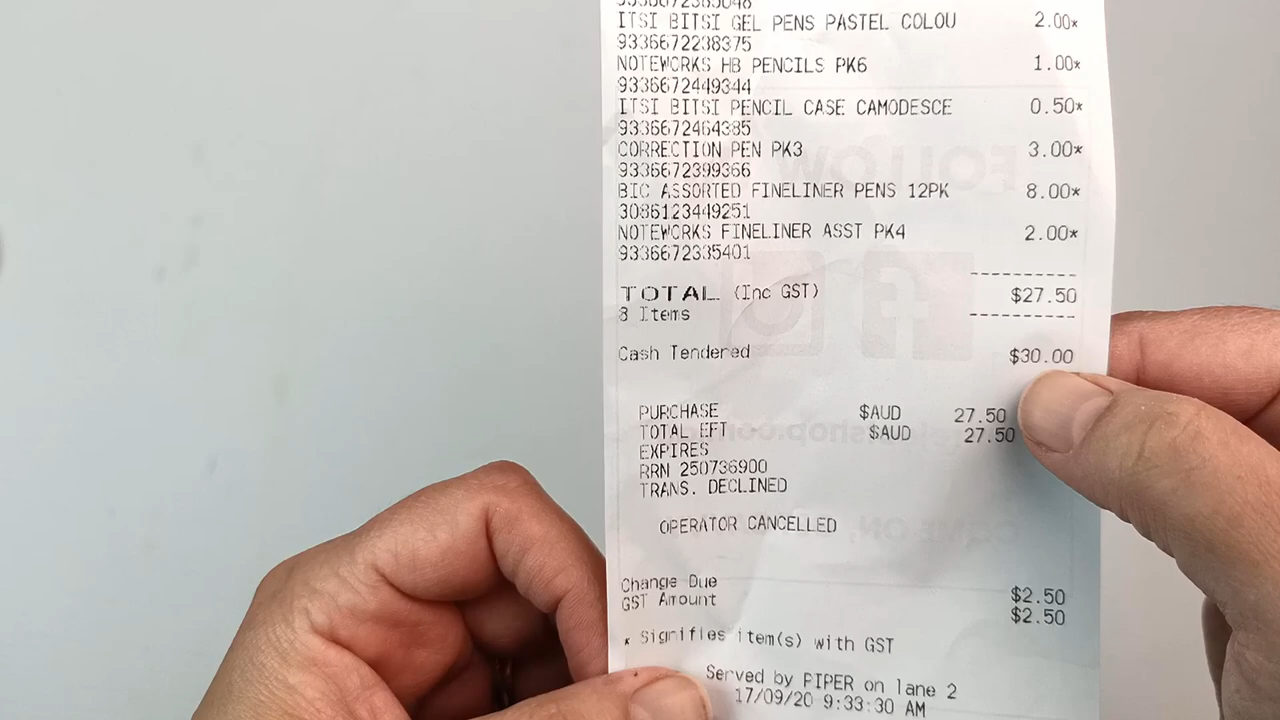 ITSI BITSI GEL PENS PASTEL COLOU 2.00*
9336672238375
NOTEWORKS HB PENCILS PK6 1.00*
9336672449344
ITSI BITSI PENCIL CASE CAMODESCE 0.50*
9336672464385
CORRECTION PEN PK3 3.00*
9336672399366
BIC ASSORTED FINELINER PENS 12PK 8.00*
3086123449251
NOTEWORKS FINELINER ASST PK4 2.00*
9336672335401
TOTAL (Inc GST) $27.50
8 Items
Cash Tendered $30.00
PURCHASE $AUD 27.50
TOTAL EFT $AUD 27.50
EXPIRES
RRN 250736900
TRANS. DECLINED
OPERATOR CANCELLED
Change Due $2.50
GST Amount $2.50
* Signifies item(s) with GST
Served by PIPER on lane 2
17/09/20 9:33:30 AM